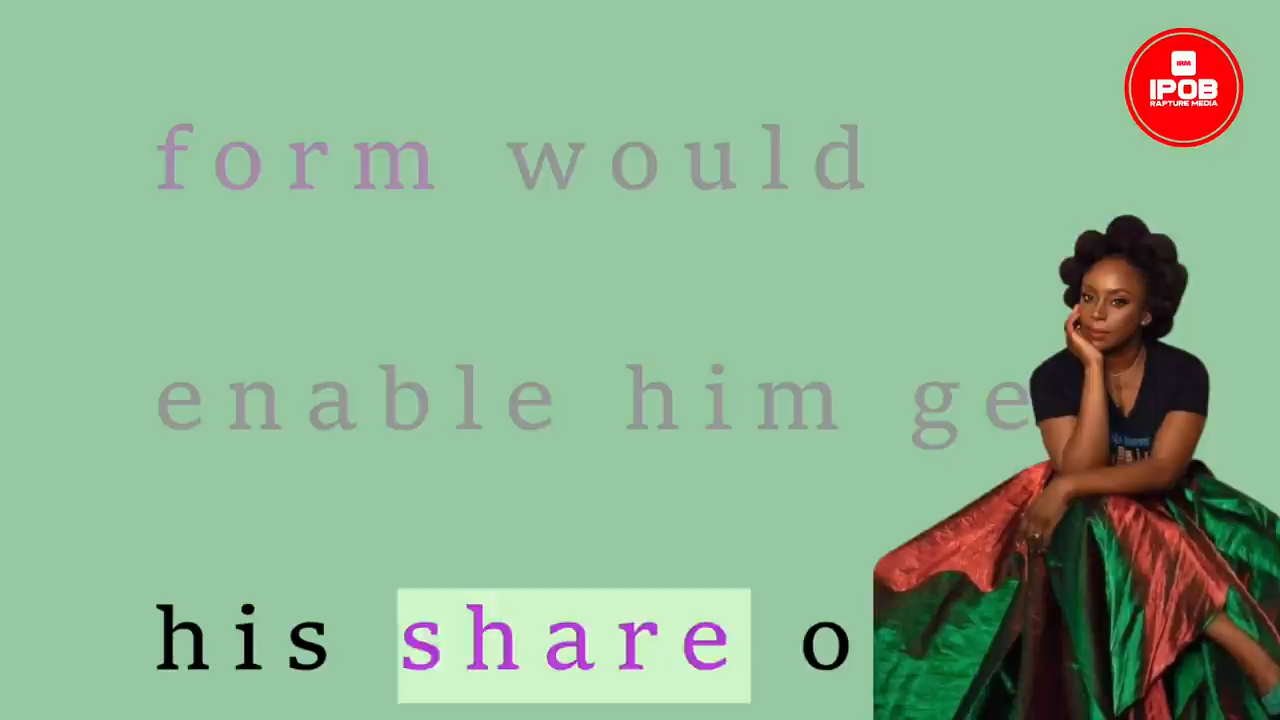 IRM
IPOB
RAPTURE MEDIA
form would
enable him ge
his share o